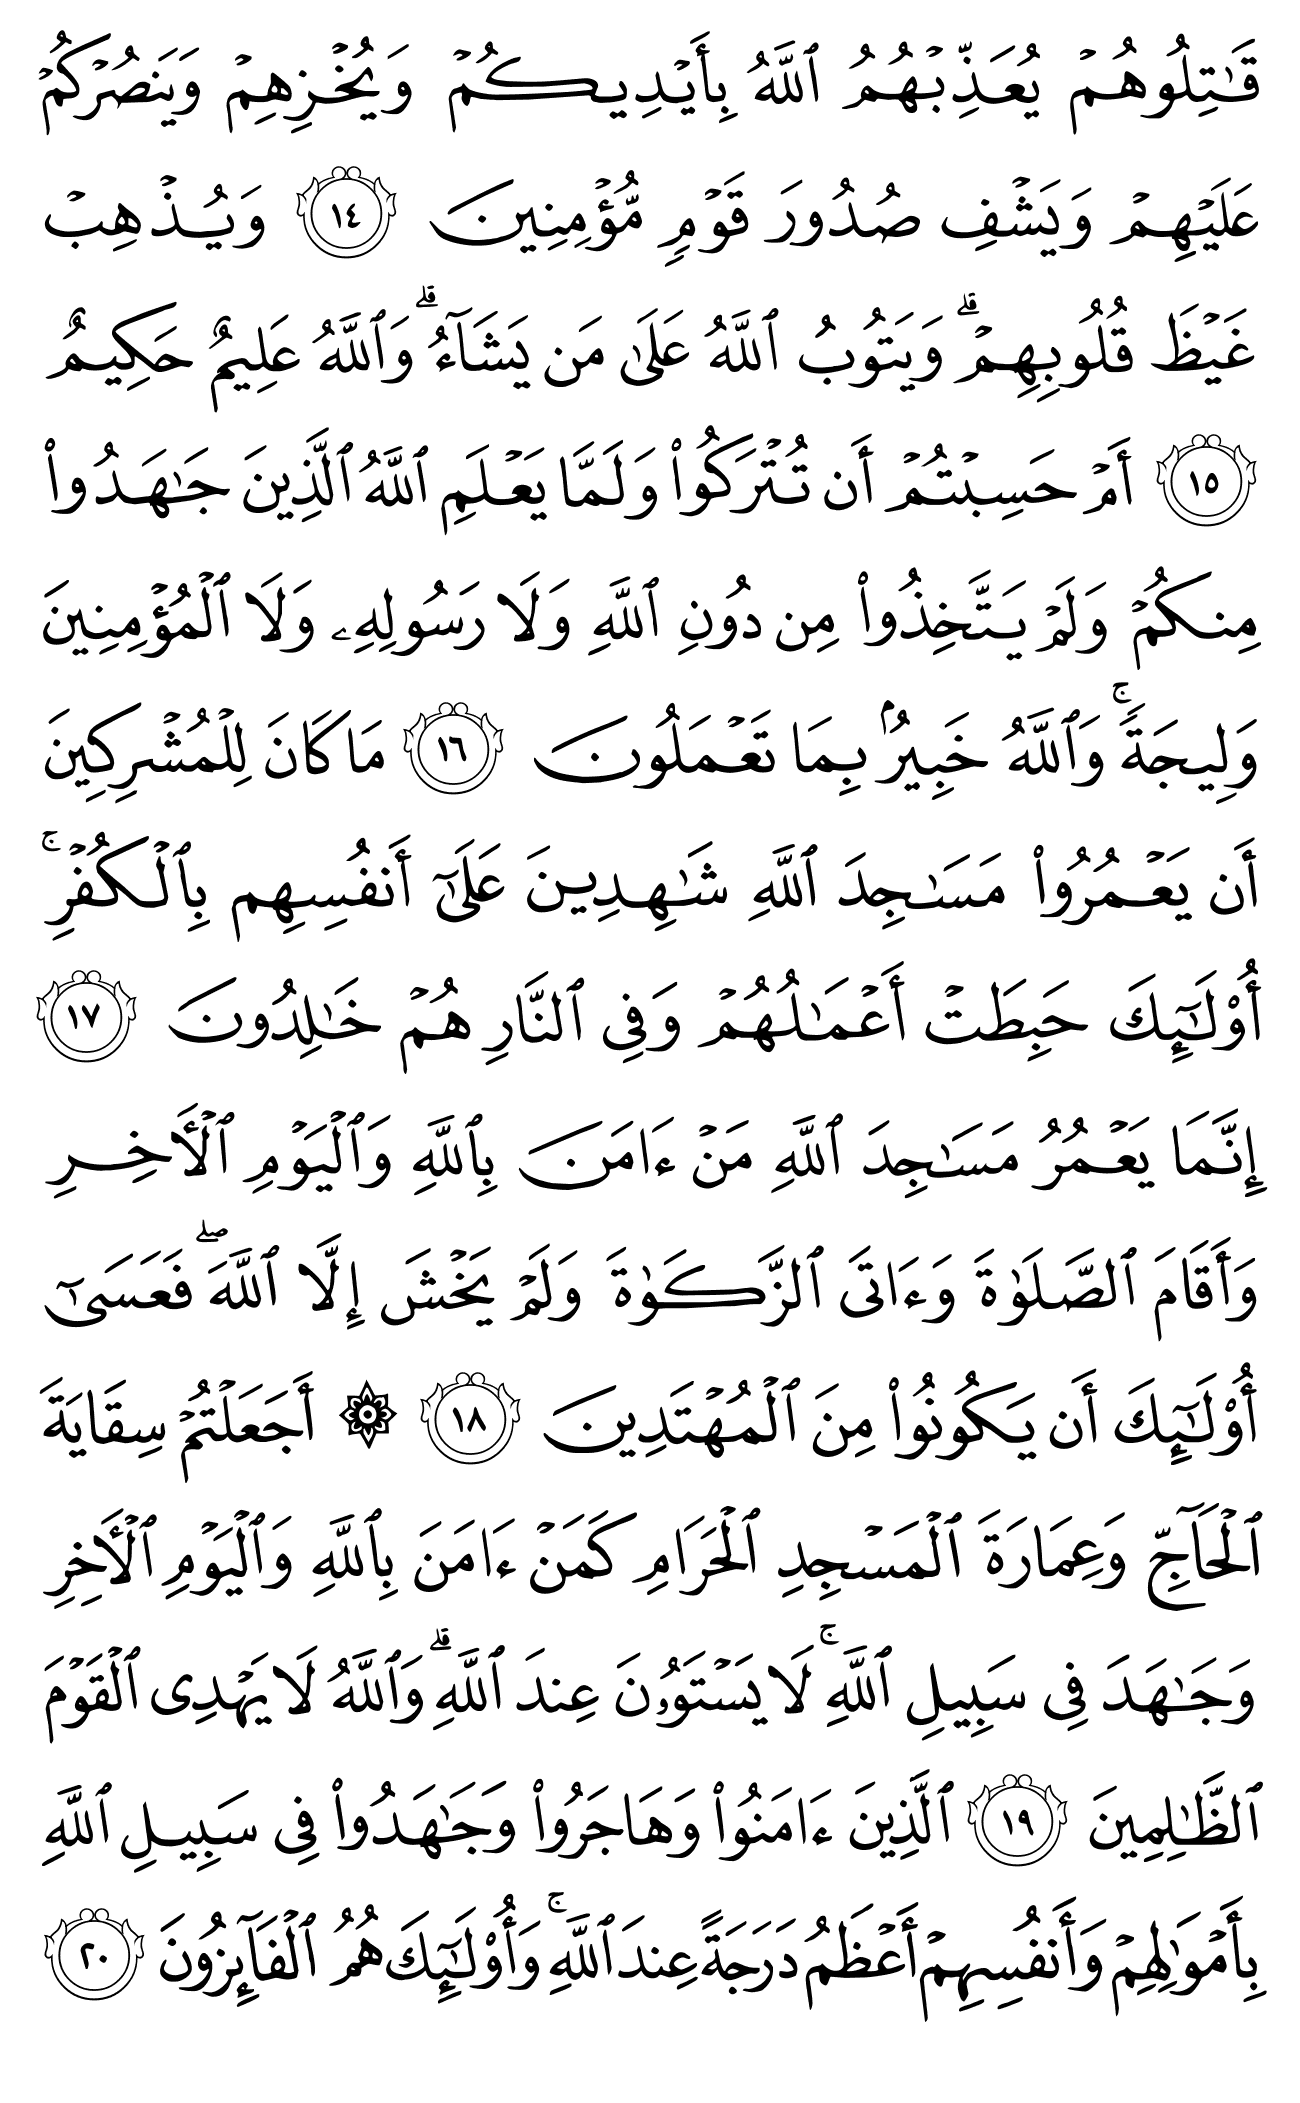 قَٰتِلُوهُمۡ يُعَذِّبۡهُمُ ٱللَّهُ بِأَيۡدِيكُمۡ وَيُخۡزِهِمۡ وَيَنصُرۡكُمۡ
عَلَيۡهِمۡ وَيَشۡفِ صُدُورَ قَوۡمٖ مُّؤۡمِنِينَ ١٤ وَيُذۡهِبۡ
غَيۡظَ قُلُوبِهِمۡۗ وَيَتُوبُ ٱللَّهُ عَلَىٰ مَن يَشَآءُۗ وَٱللَّهُ عَلِيمٌ حَكِيمٌ
١٥ أَمۡ حَسِبۡتُمۡ أَن تُتۡرَكُواْ وَلَمَّا يَعۡلَمِ ٱللَّهُ ٱلَّذِينَ جَٰهَدُواْ
مِنكُمۡ وَلَمۡ يَتَّخِذُواْ مِن دُونِ ٱللَّهِ وَلَا رَسُولِهِۦ وَلَا ٱلۡمُؤۡمِنِينَ
وَلِيجَةٗۚ وَٱللَّهُ خَبِيرُۢ بِمَا تَعۡمَلُونَ ١٦ مَا كَانَ لِلۡمُشۡرِكِينَ
أَن يَعۡمُرُواْ مَسَٰجِدَ ٱللَّهِ شَٰهِدِينَ عَلَىٰٓ أَنفُسِهِم بِٱلۡكُفۡرِۚ
أُوْلَٰٓئِكَ حَبِطَتۡ أَعۡمَٰلُهُمۡ وَفِي ٱلنَّارِ هُمۡ خَٰلِدُونَ ١٧
إِنَّمَا يَعۡمُرُ مَسَٰجِدَ ٱللَّهِ مَنۡ ءَامَنَ بِٱللَّهِ وَٱلۡيَوۡمِ ٱلۡأٓخِرِ
وَأَقَامَ ٱلصَّلَوٰةَ وَءَاتَى ٱلزَّكَوٰةَ وَلَمۡ يَخۡشَ إِلَّا ٱللَّهَۖ فَعَسَىٰٓ
أُوْلَٰٓئِكَ أَن يَكُونُواْ مِنَ ٱلۡمُهۡتَدِينَ ١٨ ۞ أَجَعَلۡتُمۡ سِقَايَةَ
ٱلۡحَآجِّ وَعِمَارَةَ ٱلۡمَسۡجِدِ ٱلۡحَرَامِ كَمَنۡ ءَامَنَ بِٱللَّهِ وَٱلۡيَوۡمِ ٱلۡأٓخِرِ
وَجَٰهَدَ فِي سَبِيلِ ٱللَّهِۚ لَا يَسۡتَوُۥنَ عِندَ ٱللَّهِۗ وَٱللَّهُ لَا يَهۡدِي ٱلۡقَوۡمَ
ٱلظَّٰلِمِينَ ١٩ ٱلَّذِينَ ءَامَنُواْ وَهَاجَرُواْ وَجَٰهَدُواْ فِي سَبِيلِ ٱللَّهِ
بِأَمۡوَٰلِهِمۡ وَأَنفُسِهِمۡ أَعۡظَمُ دَرَجَةً عِندَ ٱللَّهِۚ وَأُوْلَٰٓئِكَ هُمُ ٱلۡفَآئِزُونَ ٢٠